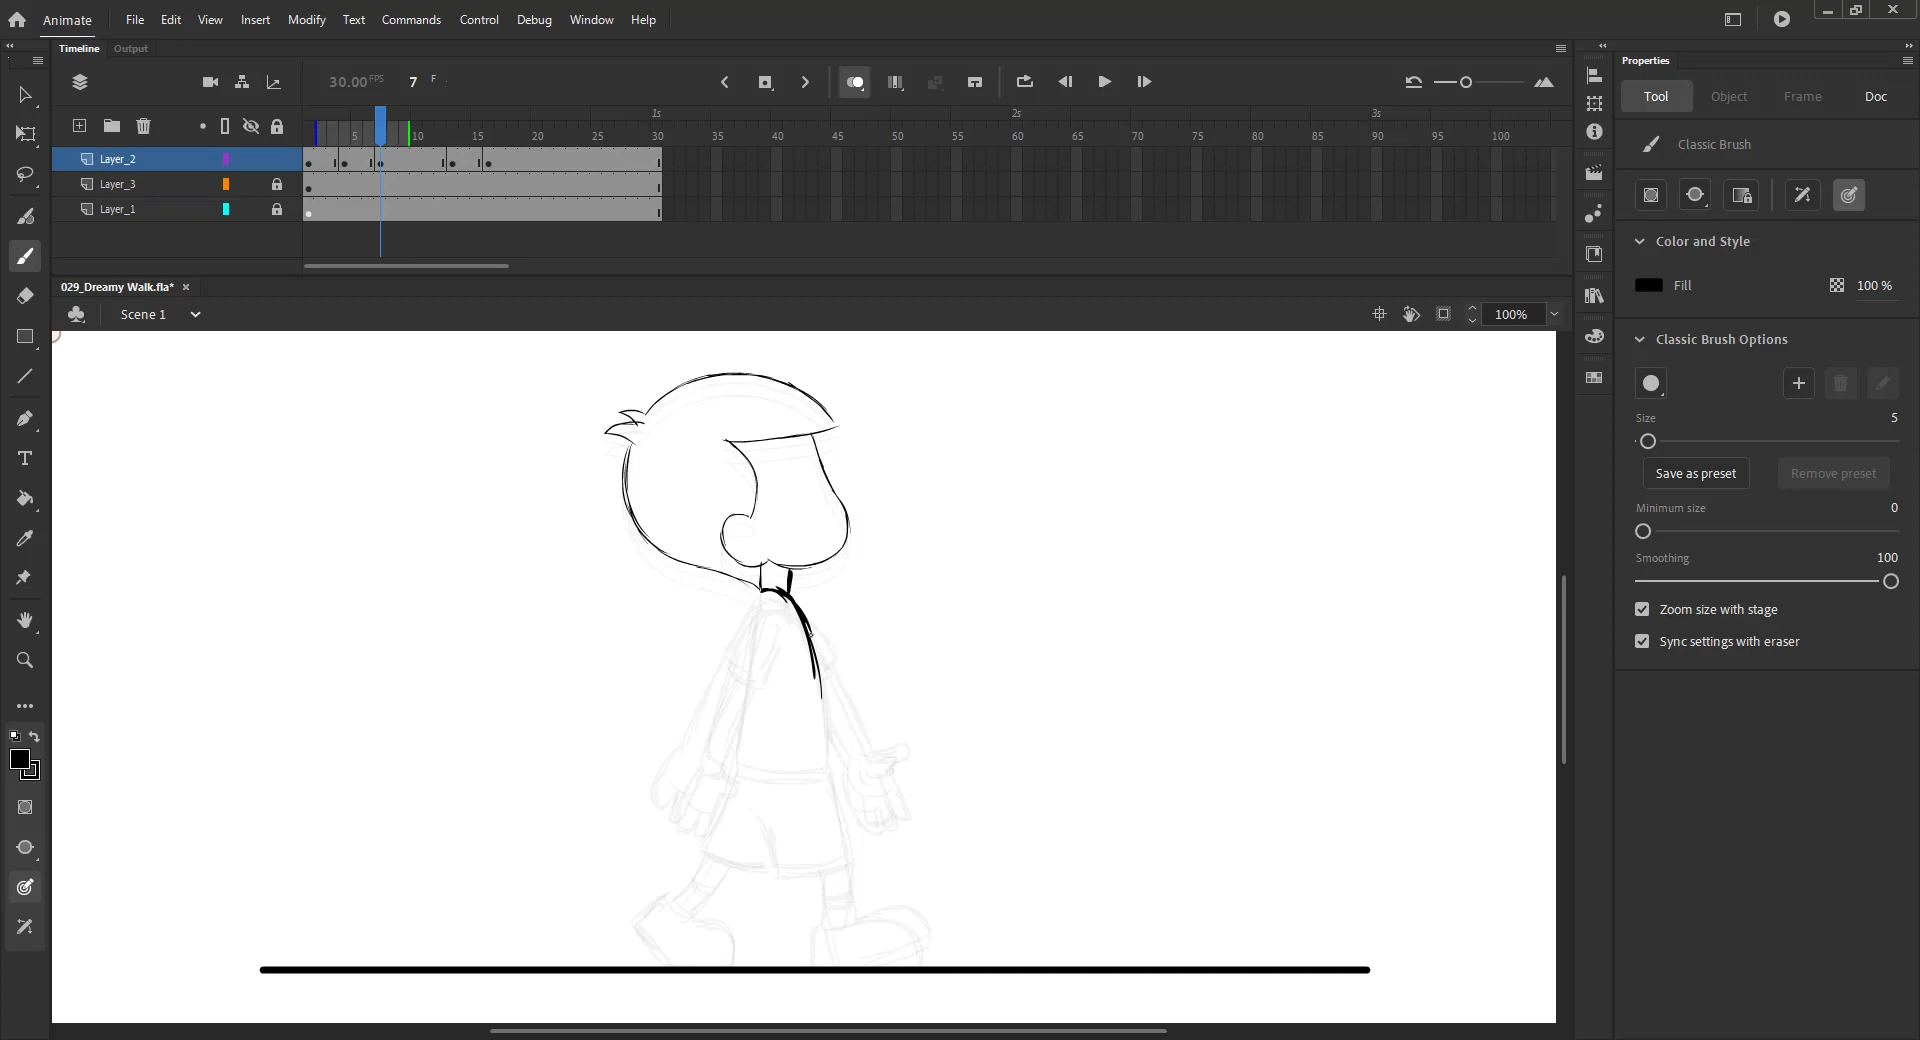 Animate File Edit View Insert Modify Text Commands Control Debug Window Help
Timeline Output
30.00 FPS 7 F
1s 2s 3s
5 10 15 20 25 30 35 40 45 50 55 60 65 70 75 80 85 90 95 100
Layer_2
Layer_3
Layer_1
029_Dreamy Walk.fla*
Scene 1 100%
Properties
Tool Object Frame Doc
Classic Brush
Color and Style
Fill 100 %
Classic Brush Options
Size 5
Save as preset Remove preset
Minimum size 0
Smoothing 100
Zoom size with stage
Sync settings with eraser